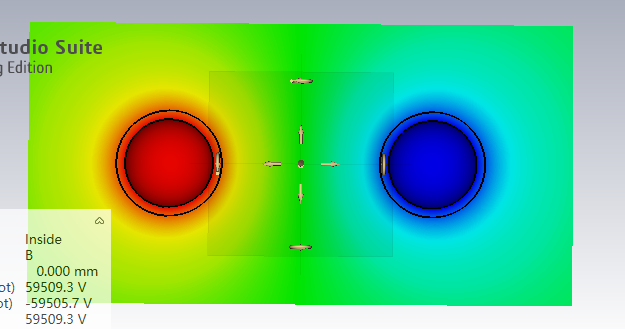 tudio Suite
g Edition
Inside
B
0.000 mm
ot) 59509.3 V
ot) -59505.7 V
59509.3 V